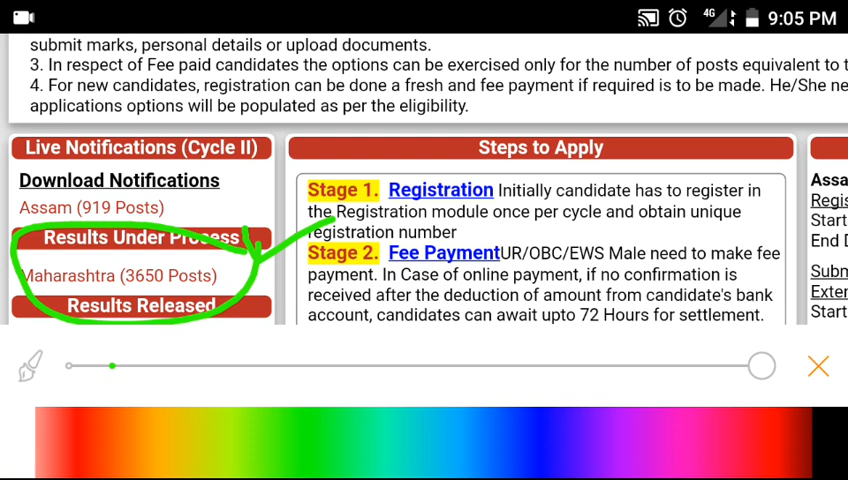 4G
9:05 PM
submit marks, personal details or upload documents.
3. In respect of Fee paid candidates the options can be exercised only for the number of posts equivalent to
4. For new candidates, registration can be done a fresh and fee payment if required is to be made. He/She ne
applications options will be populated as per the eligibility.
Live Notifications (Cycle II)
Download Notifications
Assam (919 Posts)
Results Under Process
Maharashtra (3650 Posts)
Results Released
Steps to Apply
Stage 1. Registration Initially candidate has to register in
the Registration module once per cycle and obtain unique
registration number
Stage 2. Fee PaymentUR/OBC/EWS Male need to make fee
payment. In Case of online payment, if no confirmation is
received after the deduction of amount from candidate's bank
account, candidates can await upto 72 Hours for settlement.
Assa
Regis
Start
End D
Subm
Exter
Start